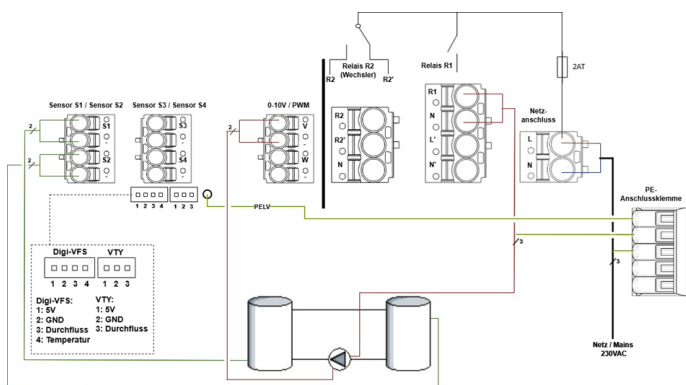 Relais R2
(Wechsler)
R2
R2'
Relais R1
2AT
Netz-
anschluss
Sensor S1 / Sensor S2
Sensor S3 / Sensor S4
0-10V / PWM
2
S1
-
S2
-
2
S3
-
S4
-
2
V
-
W
-
R2
R2'
N
R1
N
L'
N'
L
N
1 2 3 4
1 2 3
PELV
PE-
Anschlussklemme
3
3
Digi-VFS
VTY
1 2 3 4
1 2 3
Digi-VFS:
1: 5V
2: GND
3: Durchfluss
4: Temperatur
VTY:
1: 5V
2: GND
3: Durchfluss
Netz / Mains
230VAC